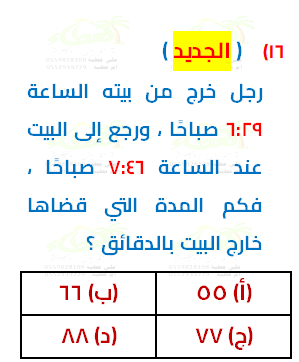 ١٦) ( الجديد )
رجل خرج من بيته الساعة
٦:٢٩ صباحًا ، ورجع إلى البيت
عند الساعة ٧:٤٦ صباحًا ،
فكم المدة التي قضاها
خارج البيت بالدقائق ؟
(أ) ٥٥ (ب) ٦٦
(ج) ٧٧ (د) ٨٨